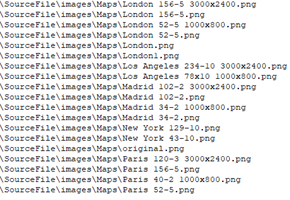 \SourceFile\images\Maps\London 156-5 3000x2400.png
\SourceFile\images\Maps\London 156-5.png
\SourceFile\images\Maps\London 52-5 1000x800.png
\SourceFile\images\Maps\London 52-5.png
\SourceFile\images\Maps\London.png
\SourceFile\images\Maps\London1.png
\SourceFile\images\Maps\Los Angeles 234-10 3000x2400.png
\SourceFile\images\Maps\Los Angeles 78x10 1000x800.png
\SourceFile\images\Maps\Madrid 102-2 3000x2400.png
\SourceFile\images\Maps\Madrid 102-2.png
\SourceFile\images\Maps\Madrid 34-2 1000x800.png
\SourceFile\images\Maps\Madrid 34-2.png
\SourceFile\images\Maps\New York 129-10.png
\SourceFile\images\Maps\New York 43-10.png
\SourceFile\images\Maps\original.png
\SourceFile\images\Maps\Paris 120-3 3000x2400.png
\SourceFile\images\Maps\Paris 156-5.png
\SourceFile\images\Maps\Paris 40-2 1000x800.png
\SourceFile\images\Maps\Paris 52-5.png